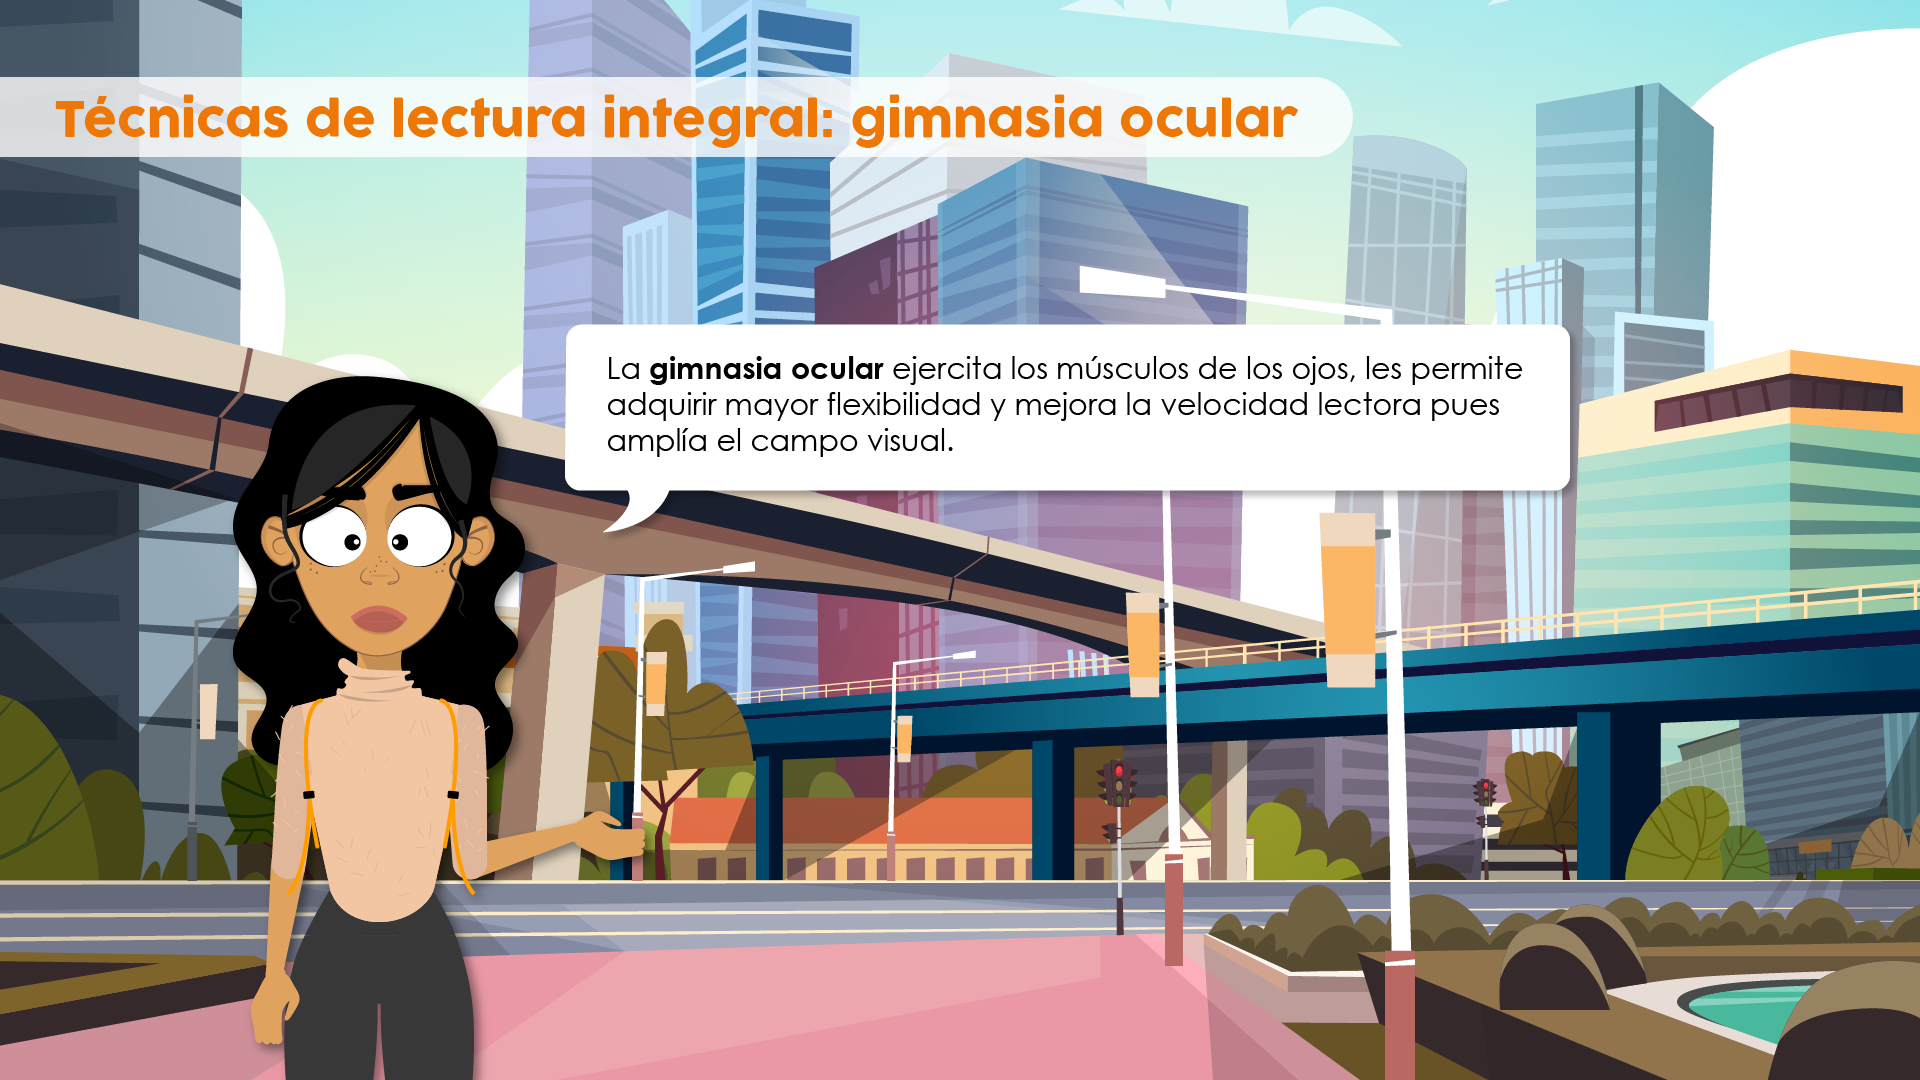 Técnicas de lectura integral: gimnasia ocular
La gimnasia ocular ejercita los músculos de los ojos, les permite
adquirir mayor flexibilidad y mejora la velocidad lectora pues
amplía el campo visual.